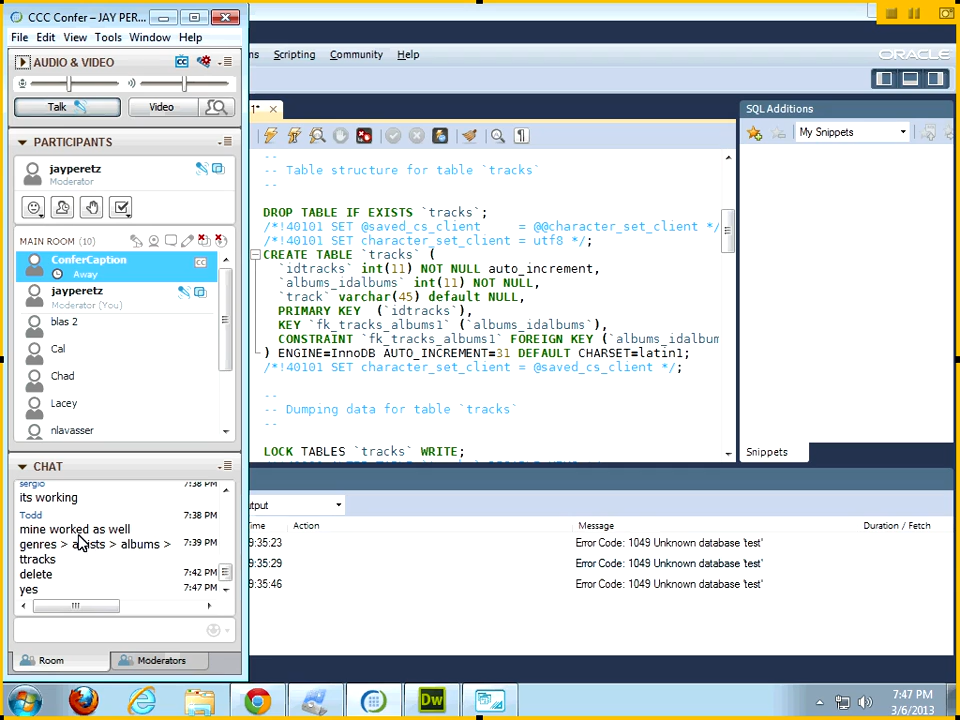 CCC Confer – JAY PER...
File Edit View Tools Window Help
AUDIO & VIDEO
Talk Video
PARTICIPANTS
jayperetz
Moderator
MAIN ROOM (10)
ConferCaption
Away
jayperetz
Moderator (You)
blas 2
Cal
Chad
Lacey
nlavasser
CHAT
sergio 7:38 PM
its working
Todd 7:38 PM
mine worked as well
genres > artists > albums > 7:39 PM
ttracks
delete 7:42 PM
yes 7:47 PM
Room Moderators
ns Scripting Community Help
ORACLE
1*
--
-- Table structure for table `tracks`
--
DROP TABLE IF EXISTS `tracks`;
/*!40101 SET @saved_cs_client     = @@character_set_client */
/*!40101 SET character_set_client = utf8 */;
CREATE TABLE `tracks` (
`idtracks` int(11) NOT NULL auto_increment,
`albums_idalbums` int(11) NOT NULL,
`track` varchar(45) default NULL,
PRIMARY KEY  (`idtracks`),
KEY `fk_tracks_albums1` (`albums_idalbums`),
CONSTRAINT `fk_tracks_albums1` FOREIGN KEY (`albums_idalbum
) ENGINE=InnoDB AUTO_INCREMENT=31 DEFAULT CHARSET=latin1;
/*!40101 SET character_set_client = @saved_cs_client */;
--
-- Dumping data for table `tracks`
--
LOCK TABLES `tracks` WRITE;
SQL Additions
My Snippets
Snippets
utput
Time Action Message Duration / Fetch
9:35:23 Error Code: 1049 Unknown database 'test'
9:35:29 Error Code: 1049 Unknown database 'test'
9:35:46 Error Code: 1049 Unknown database 'test'
Dw
7:47 PM
3/6/2013